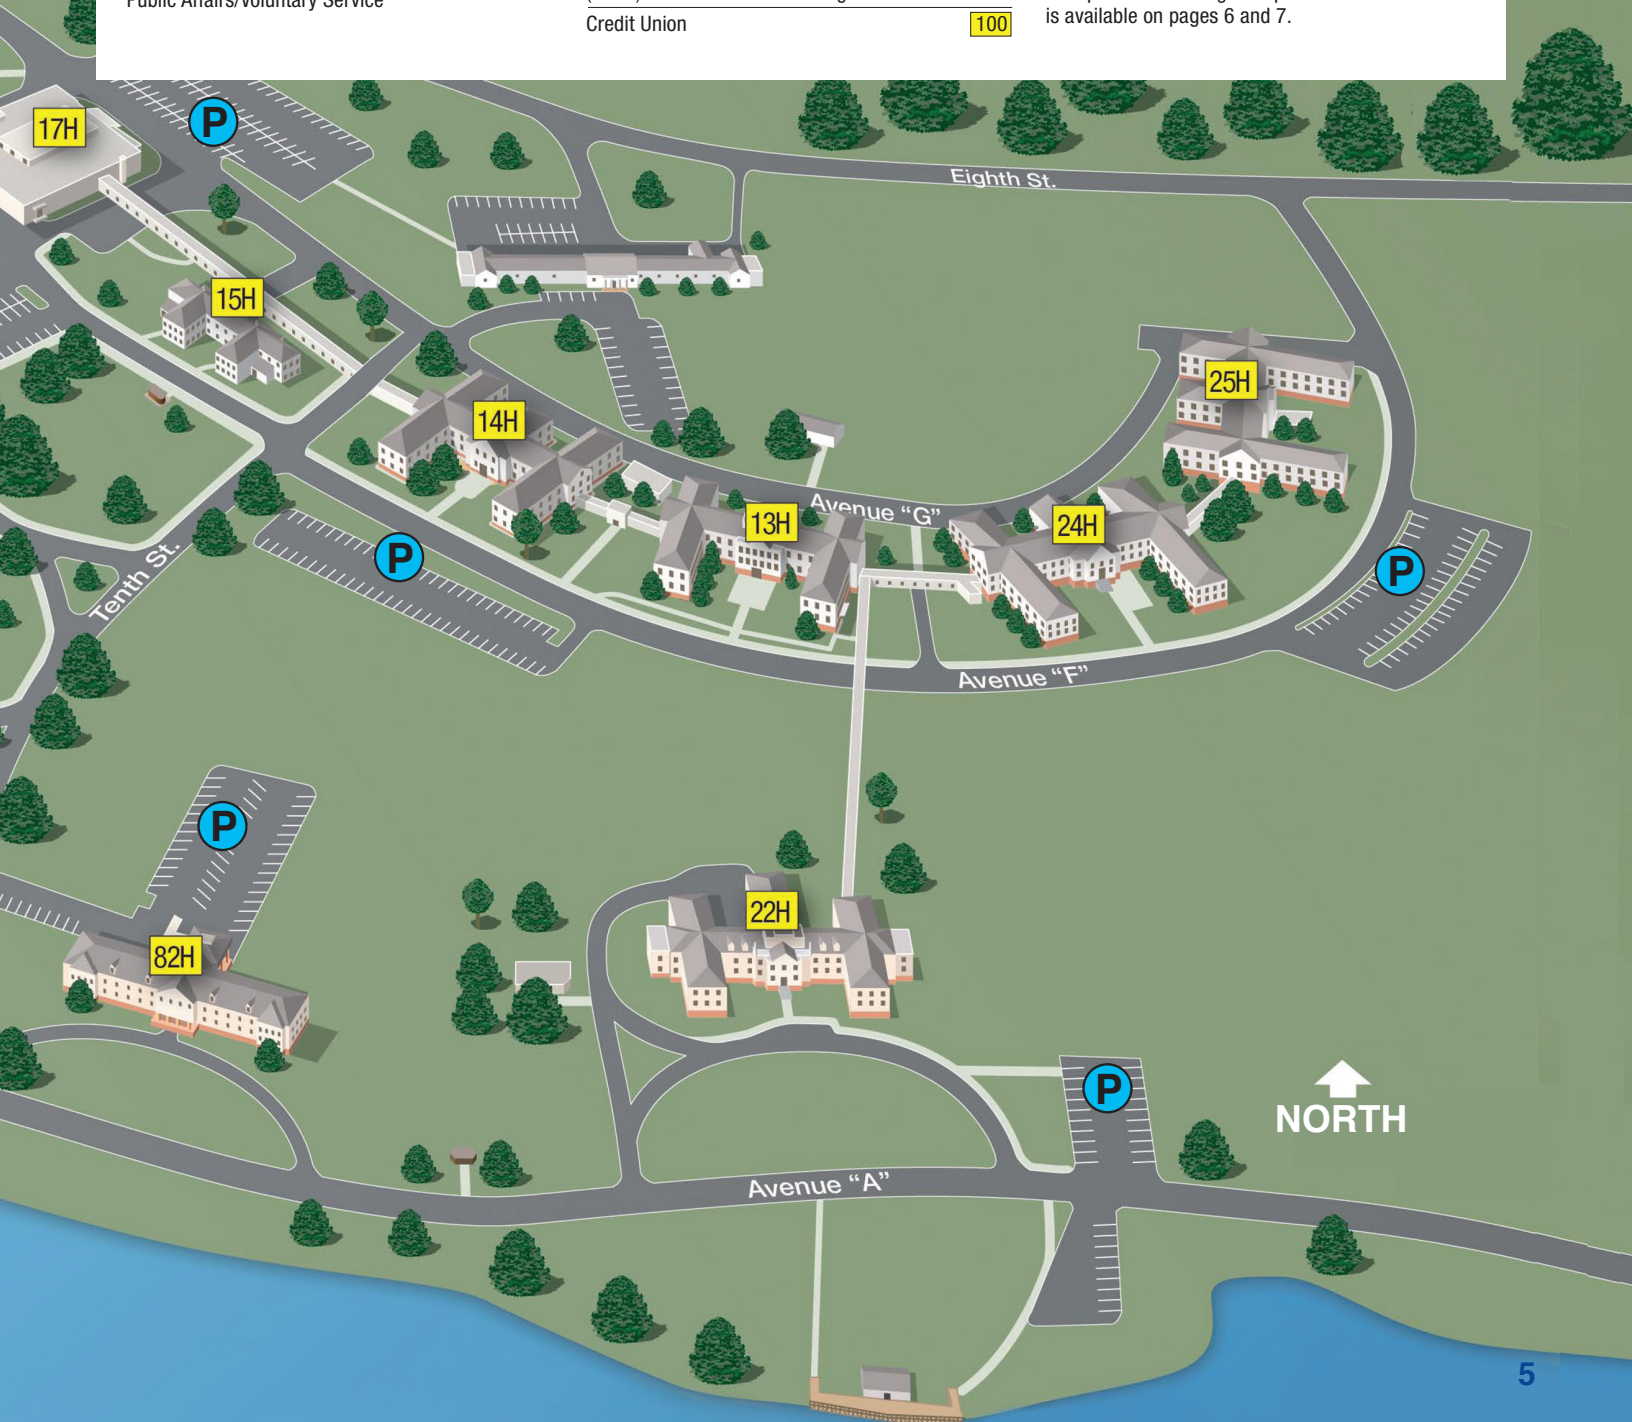 Public Affairs/Voluntary Service
Credit Union
100
is available on pages 6 and 7.
17H
P
Eighth St.
15H
25H
14H
Avenue “G”
13H
24H
P
P
Tenth St.
Avenue “F”
P
22H
82H
P
NORTH
Avenue “A”
5